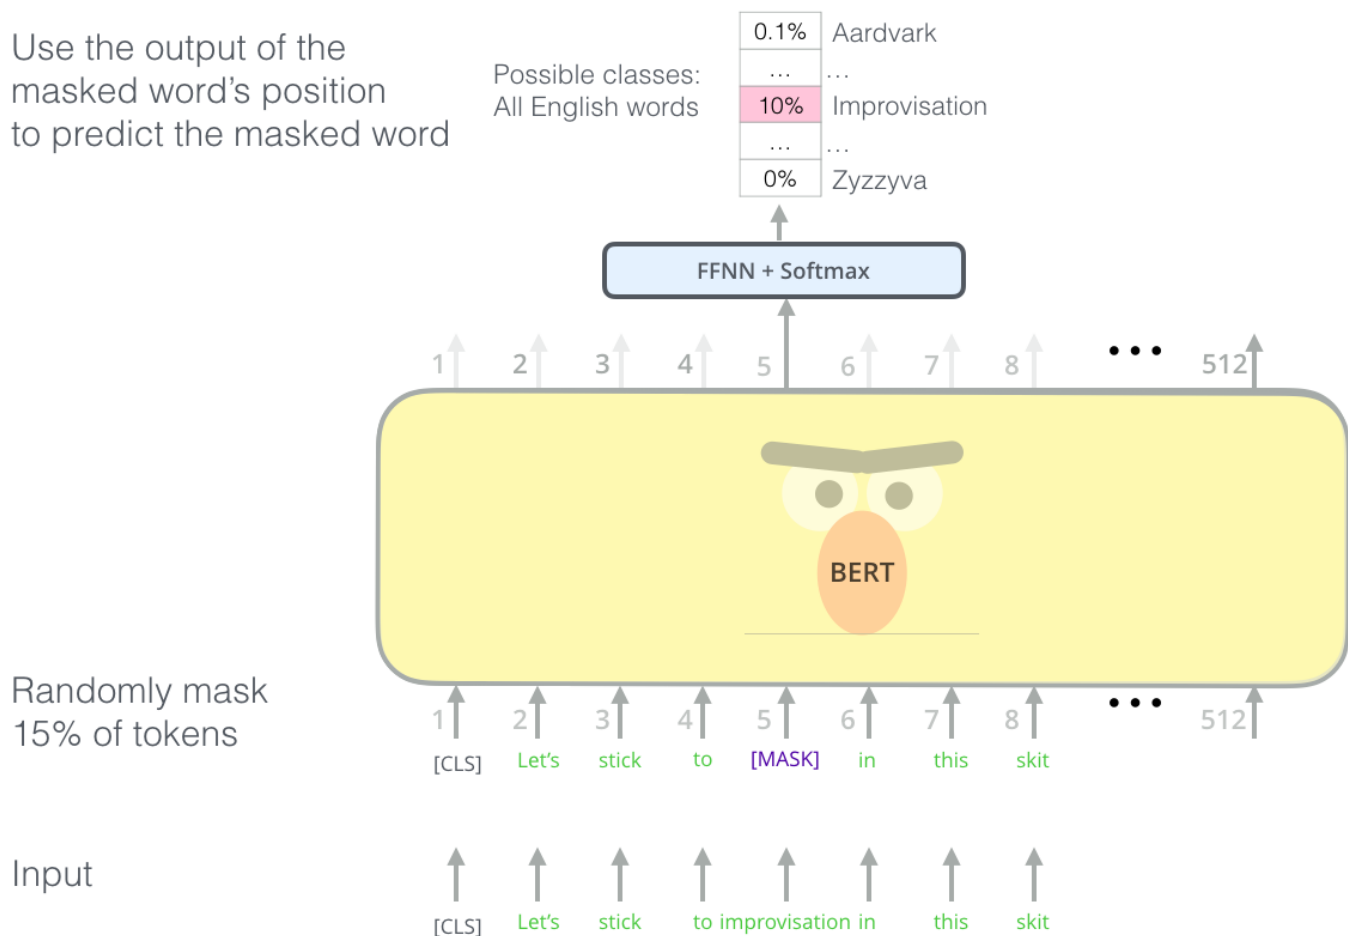 Use the output of the
masked word's position
to predict the masked word
Possible classes:
All English words
0.1% Aardvark
... ...
10% Improvisation
... ...
0% Zyzzyva
FFNN + Softmax
1 2 3 4 5 6 7 8 ... 512
BERT
Randomly mask
15% of tokens
1 2 3 4 5 6 7 8 ... 512
[CLS] Let's stick to [MASK] in this skit
Input
[CLS] Let's stick to improvisation in this skit